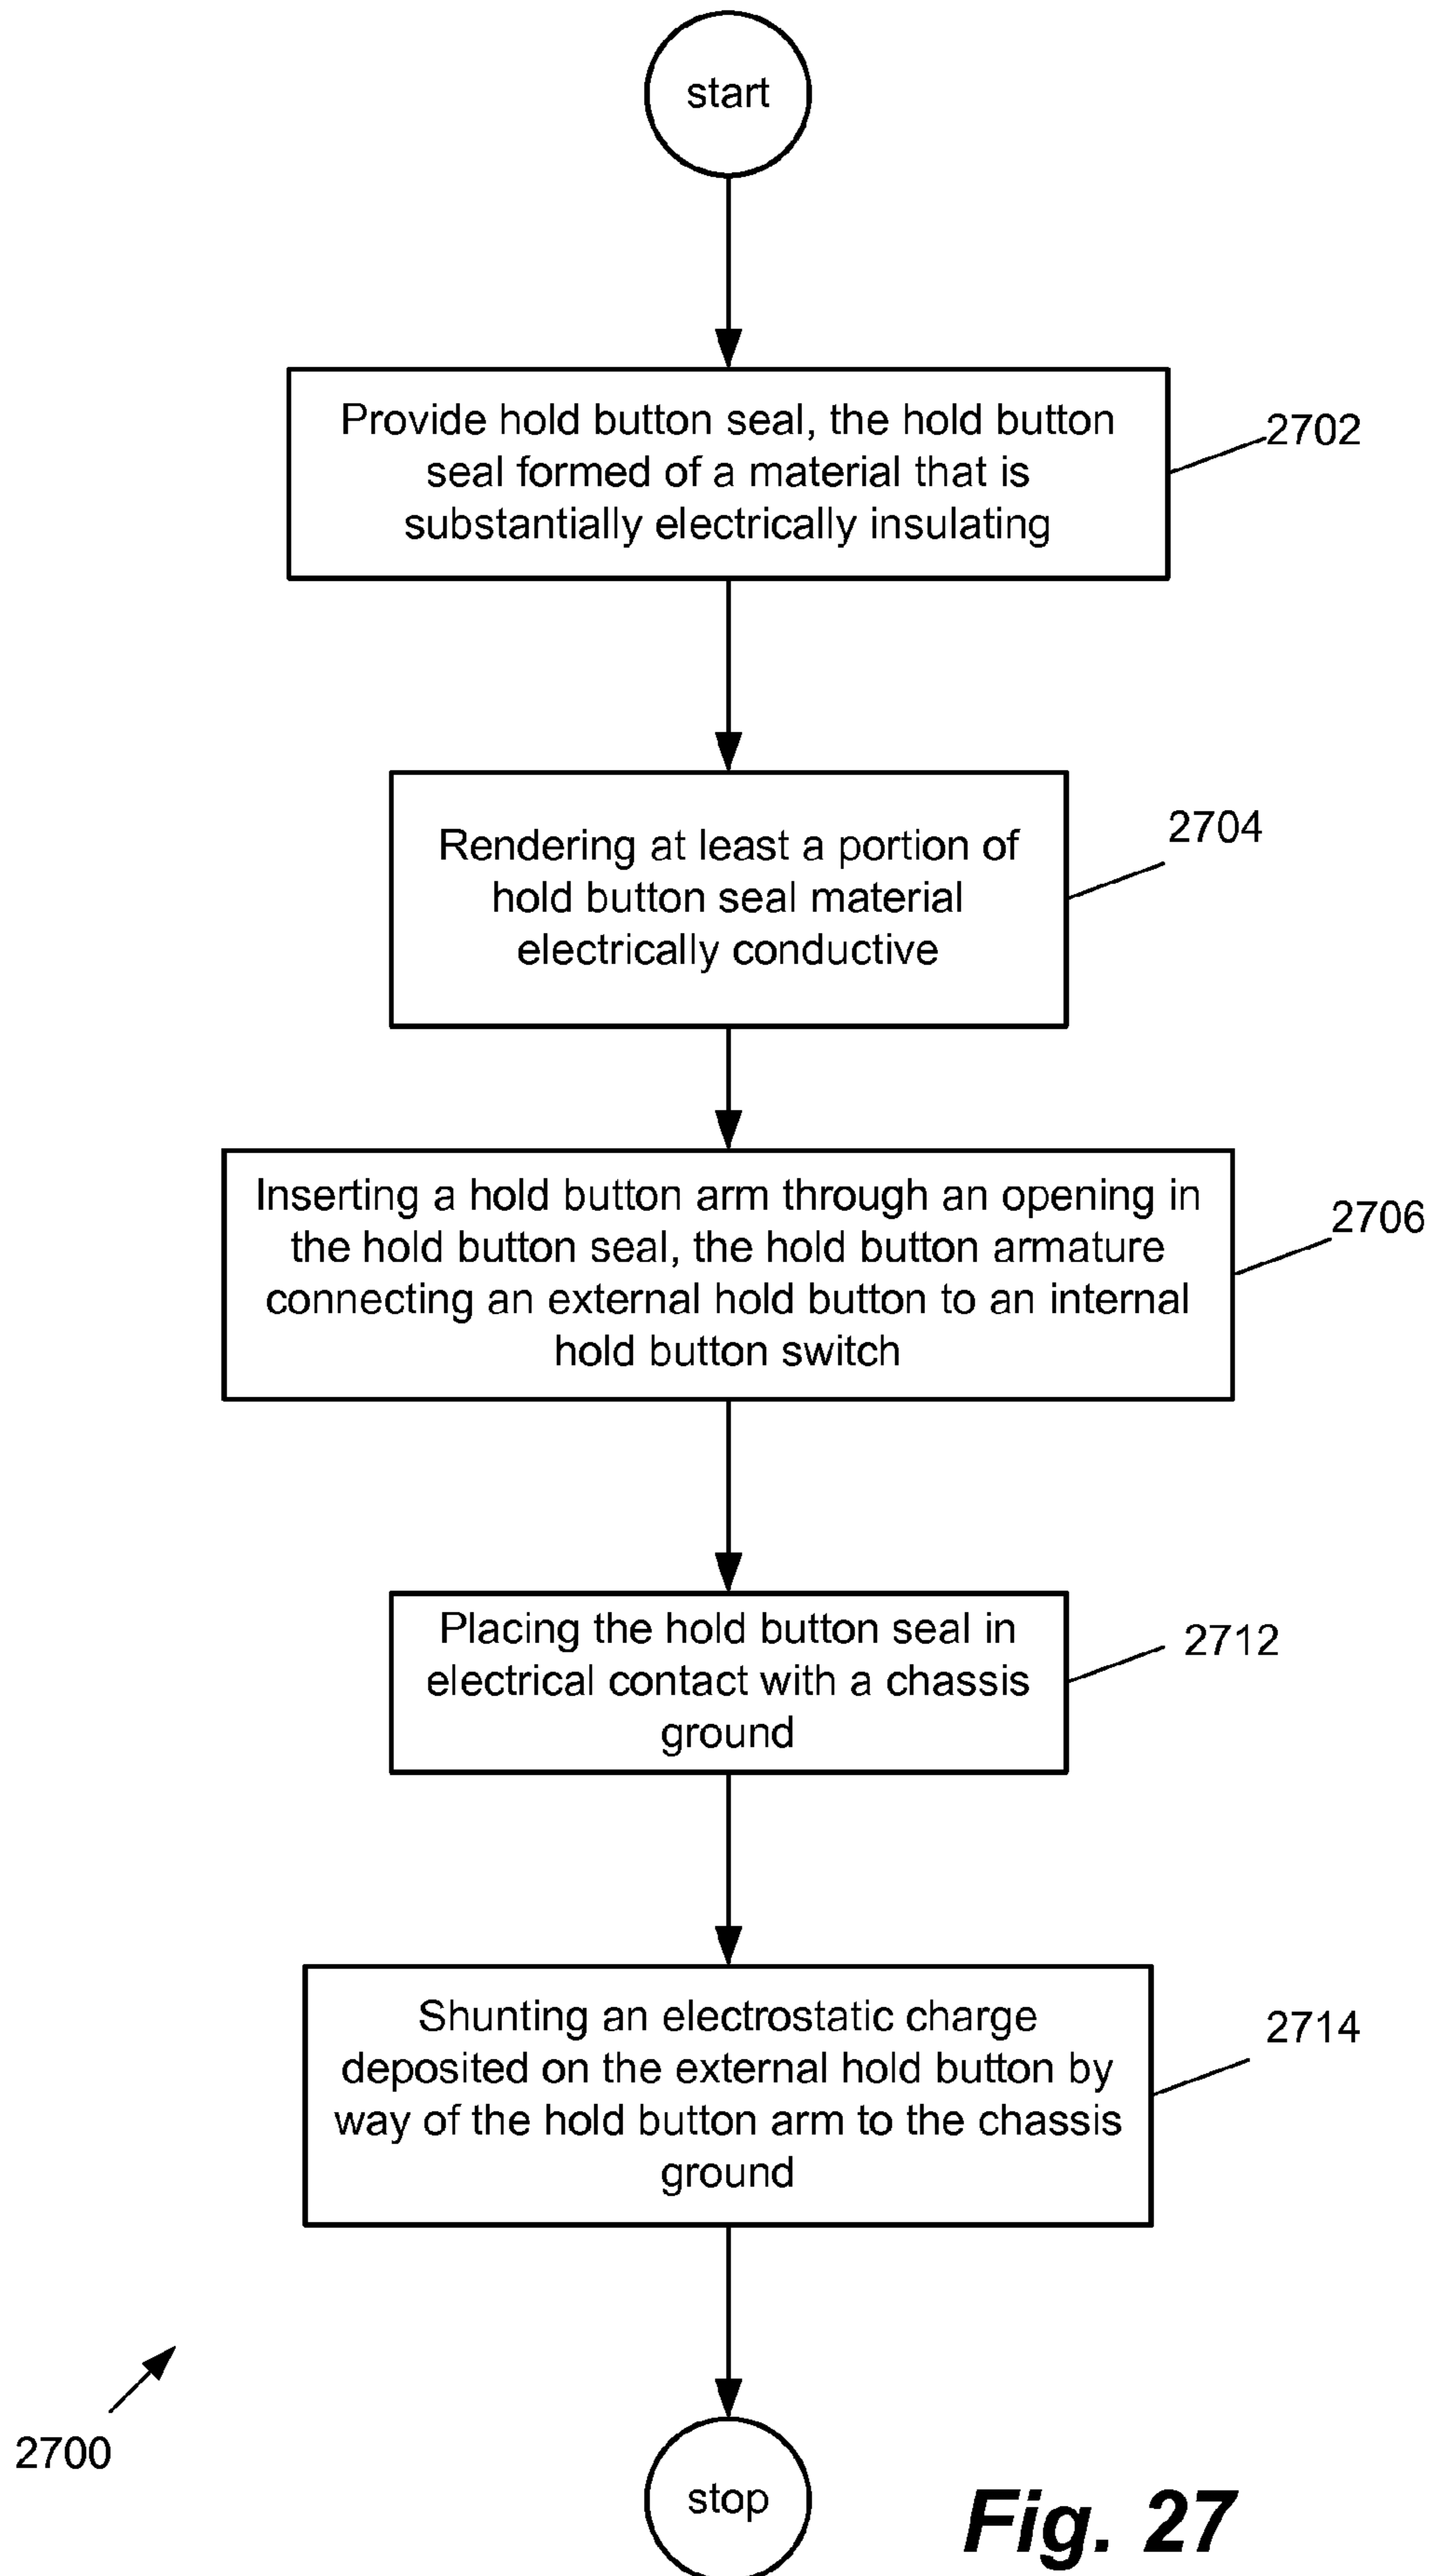 start
Provide hold button seal, the hold button
seal formed of a material that is
substantially electrically insulating
2702
Rendering at least a portion of
hold button seal material
electrically conductive
2704
Inserting a hold button arm through an opening in
the hold button seal, the hold button armature
connecting an external hold button to an internal
hold button switch
2706
Placing the hold button seal in
electrical contact with a chassis
ground
2712
Shunting an electrostatic charge
deposited on the external hold button by
way of the hold button arm to the chassis
ground
2714
2700
stop
Fig. 27